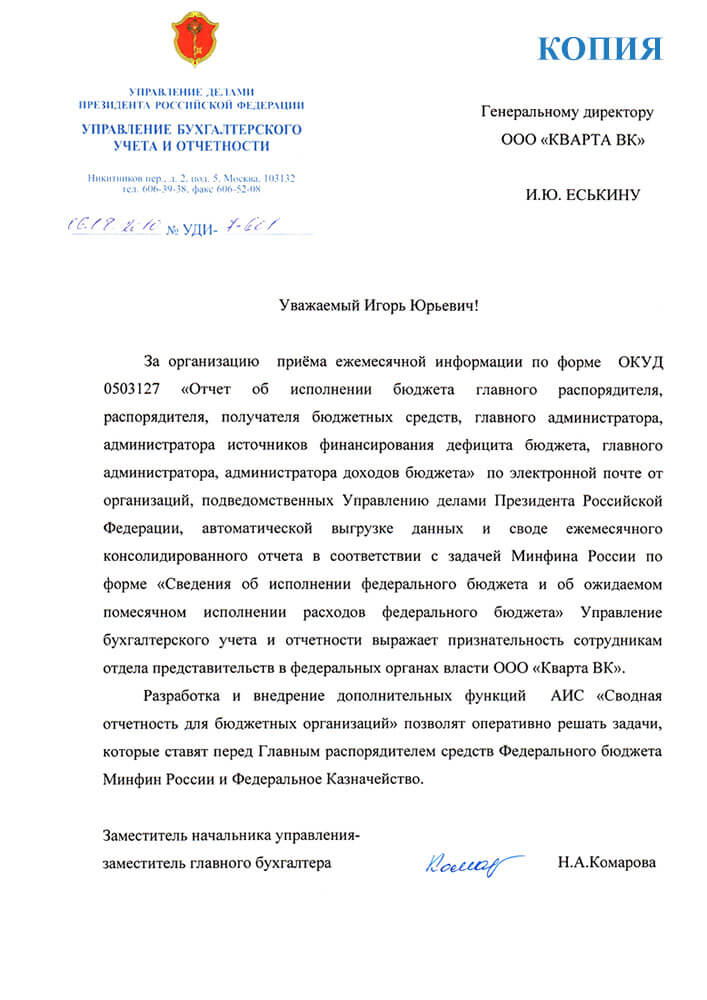 КОПИЯ
УПРАВЛЕНИЕ ДЕЛАМИ
ПРЕЗИДЕНТА РОССИЙСКОЙ ФЕДЕРАЦИИ
УПРАВЛЕНИЕ БУХГАЛТЕРСКОГО
УЧЕТА И ОТЧЕТНОСТИ
Никитников пер., д. 2, под. 5, Москва, 103132
тел. 606-39-38, факс 606-52-08
№ УДИ-
Генеральному директору
ООО «КВАРТА ВК»
И.Ю. ЕСЬКИНУ
Уважаемый Игорь Юрьевич!
За организацию приёма ежемесячной информации по форме ОКУД
0503127 «Отчет об исполнении бюджета главного распорядителя,
распорядителя, получателя бюджетных средств, главного администратора,
администратора источников финансирования дефицита бюджета, главного
администратора, администратора доходов бюджета» по электронной почте от
организаций, подведомственных Управлению делами Президента Российской
Федерации, автоматической выгрузке данных и своде ежемесячного
консолидированного отчета в соответствии с задачей Минфина России по
форме «Сведения об исполнении федерального бюджета и об ожидаемом
помесячном исполнении расходов федерального бюджета» Управление
бухгалтерского учета и отчетности выражает признательность сотрудникам
отдела представительств в федеральных органах власти ООО «Кварта ВК».
Разработка и внедрение дополнительных функций АИС «Сводная
отчетность для бюджетных организаций» позволят оперативно решать задачи,
которые ставят перед Главным распорядителем средств Федерального бюджета
Минфин России и Федеральное Казначейство.
Заместитель начальника управления-
заместитель главного бухгалтера
Н.А.Комарова